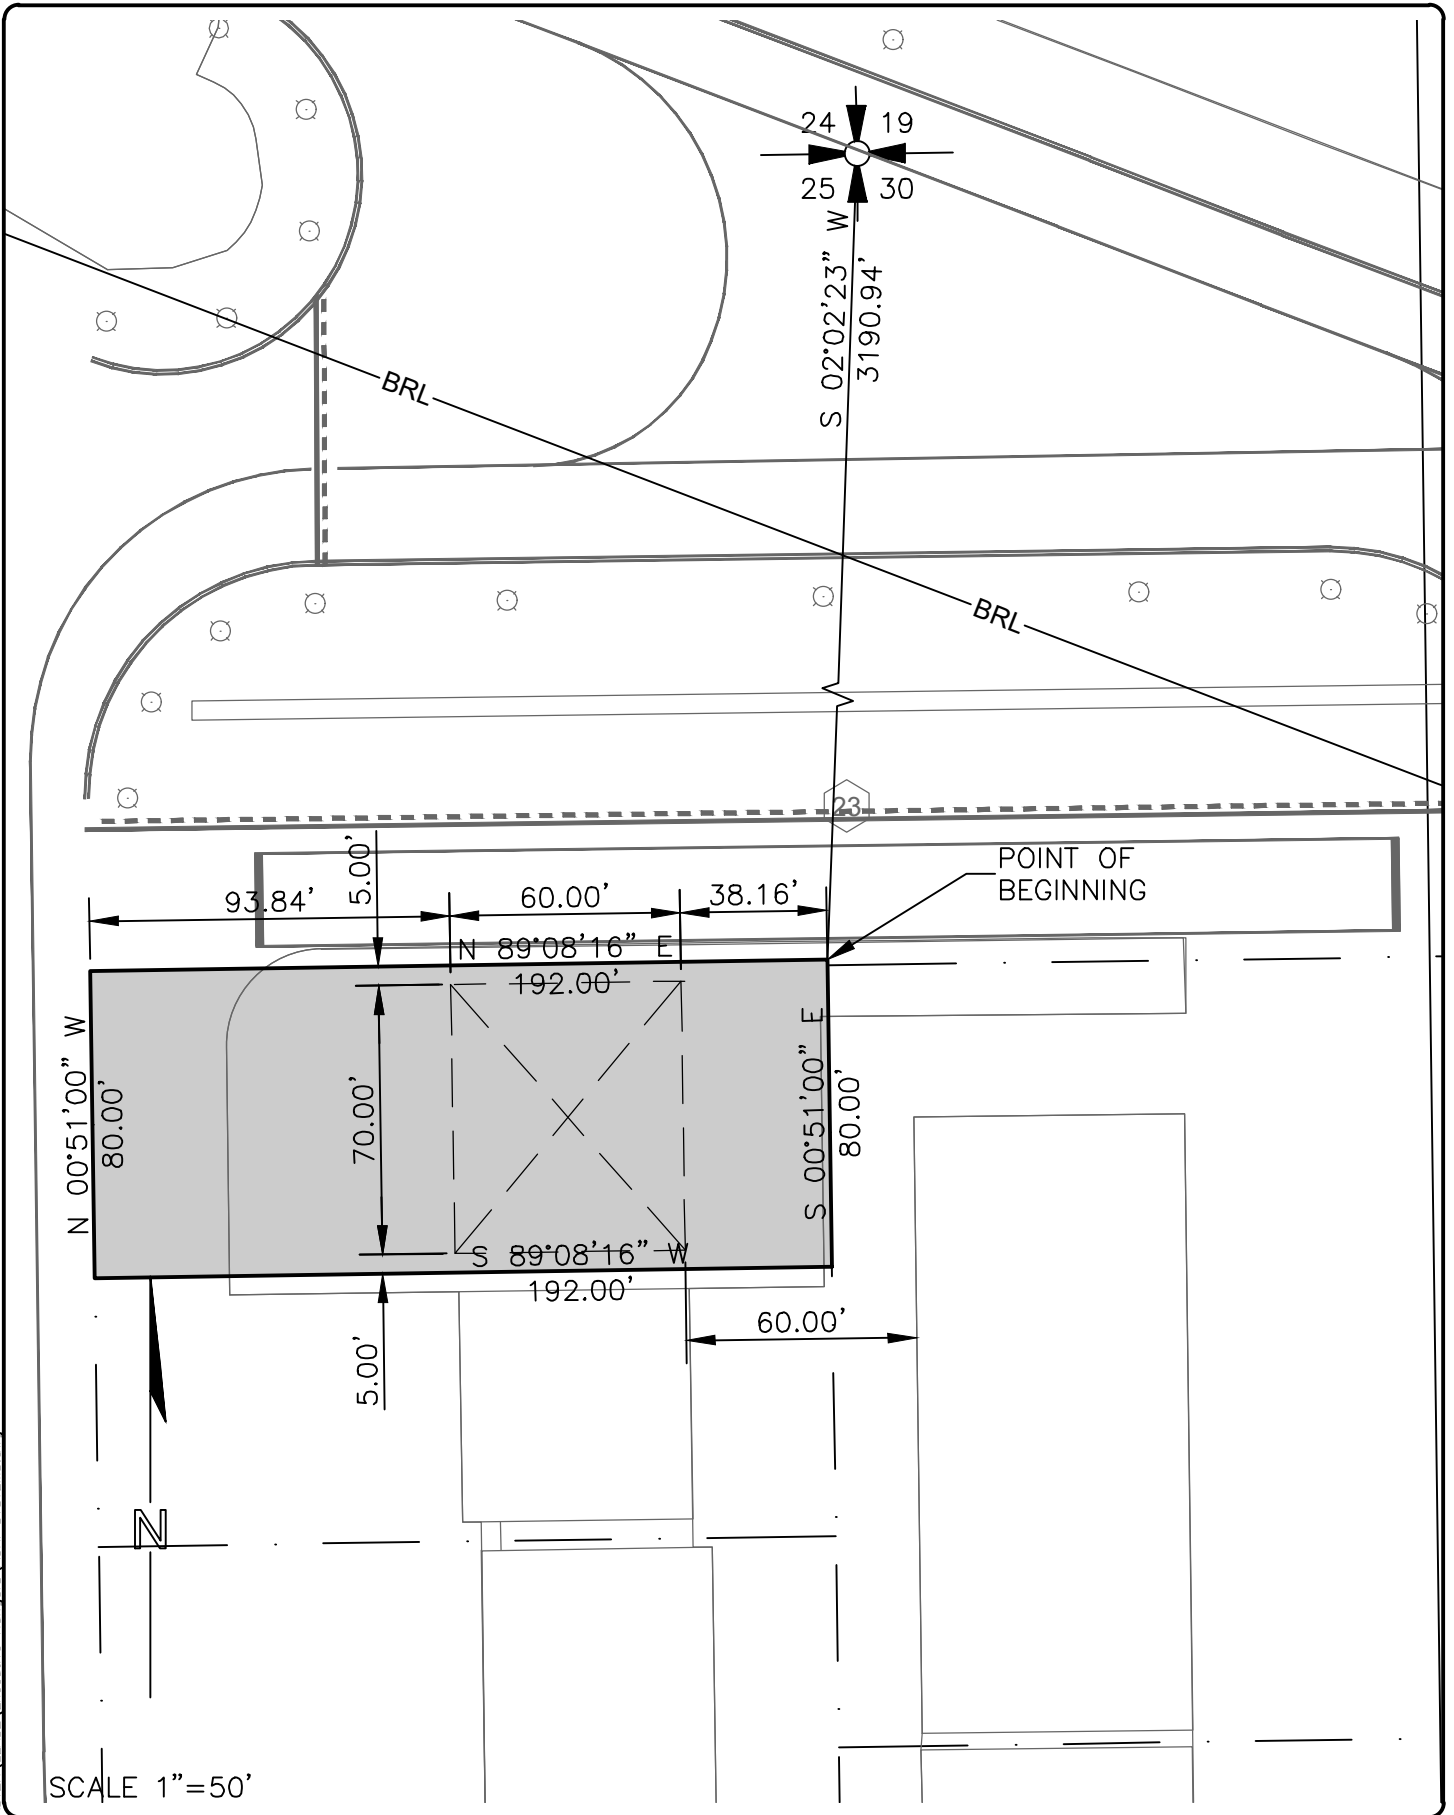 24 19
25 30
S 02°02'23" W
3190.94'
BRL
BRL
23
POINT OF
BEGINNING
5.00'
93.84'
60.00'
38.16'
N 89°08'16" E
192.00'
N 00°51'00" W
80.00'
70.00'
S 00°51'00" E
80.00'
S 89°08'16" W
192.00'
60.00'
5.00'
N
SCALE 1"=50'